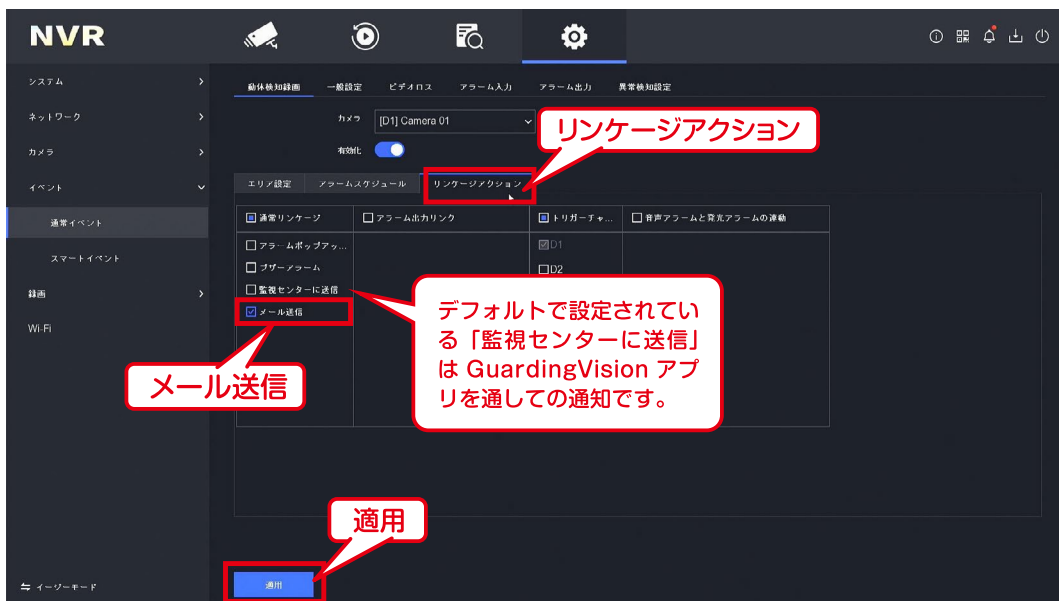 NVR
システム
ネットワーク
カメラ
イベント
通常イベント
スマートイベント
録画
Wi-Fi
イージーモード
動体検知録画 一般設定 ビデオロス アラーム入力 アラーム出力 異常検知設定
カメラ [D1] Camera 01
リンケージアクション
有効化
エリア設定 アラームスケジュール リンケージアクション
通常リンケージ アラーム出力リンク トリガーチャ... 音声アラームと発光アラームの連動
アラームポップアッ... D1
ブザーアラーム D2
監視センターに送信
メール送信
デフォルトで設定されてい
る「監視センターに送信」
は GuardingVision アプ
リを通しての通知です。
メール送信
適用
適用